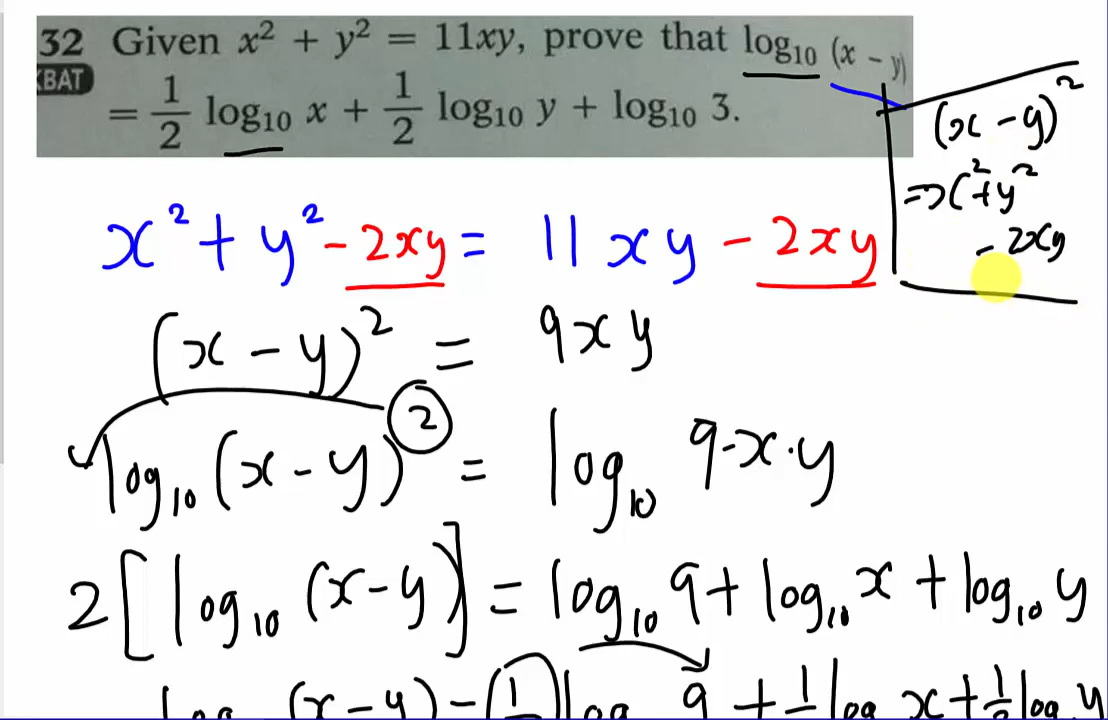 32 Given x² + y² = 11xy, prove that log₁₀ (x - y)
KBAT
= 1/2 log₁₀ x + 1/2 log₁₀ y + log₁₀ 3.
(x - y)²
= x² + y²
- 2xy
x² + y² - 2xy = 11xy - 2xy
(x - y)² = 9xy
log₁₀ (x - y)² = log₁₀ 9·x·y
2[log₁₀ (x - y)] = log₁₀ 9 + log₁₀ x + log₁₀ y